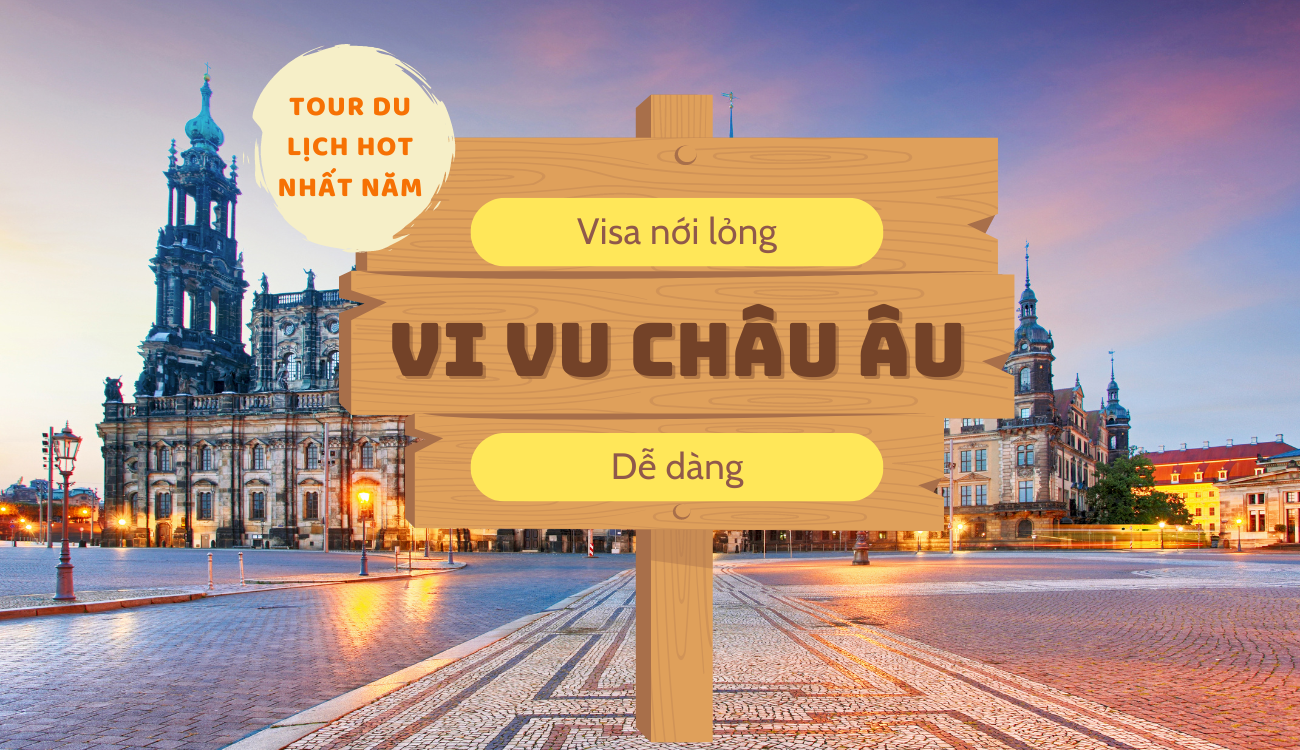 TOUR DU
LỊCH HOT
NHẤT NĂM
Visa nới lỏng
VI VU CHÂU ÂU
Dễ dàng